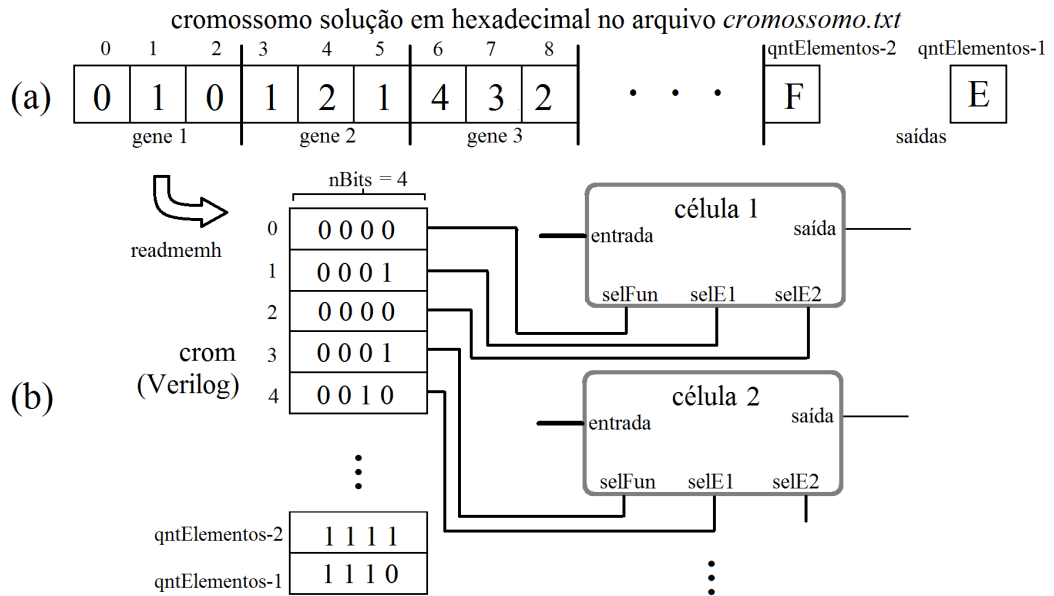 cromossomo solução em hexadecimal no arquivo cromossomo.txt
0 1 2 3 4 5 6 7 8 qntElementos-2 qntElementos-1
(a) 0 1 0 1 2 1 4 3 2 . . . F E
gene 1 gene 2 gene 3 saídas
nBits = 4
readmemh
0 0 0 0 0
1 0 0 0 1
2 0 0 0 0
3 0 0 0 1
4 0 0 1 0
crom
(Verilog)
(b)
qntElementos-2 1 1 1 1
qntElementos-1 1 1 1 0
célula 1
entrada saída
selFun selE1 selE2
célula 2
entrada saída
selFun selE1 selE2